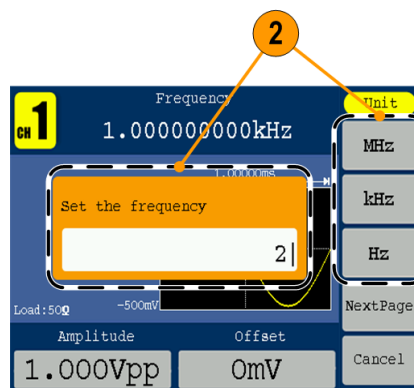 2
Frequency
Unit
CH 1
1.000000000kHz
MHz
1.00000ms
Set the frequency
kHz
2
Hz
Load:50Ω
-500mV
NextPage
Amplitude
Offset
Cancel
1.000Vpp
0mV